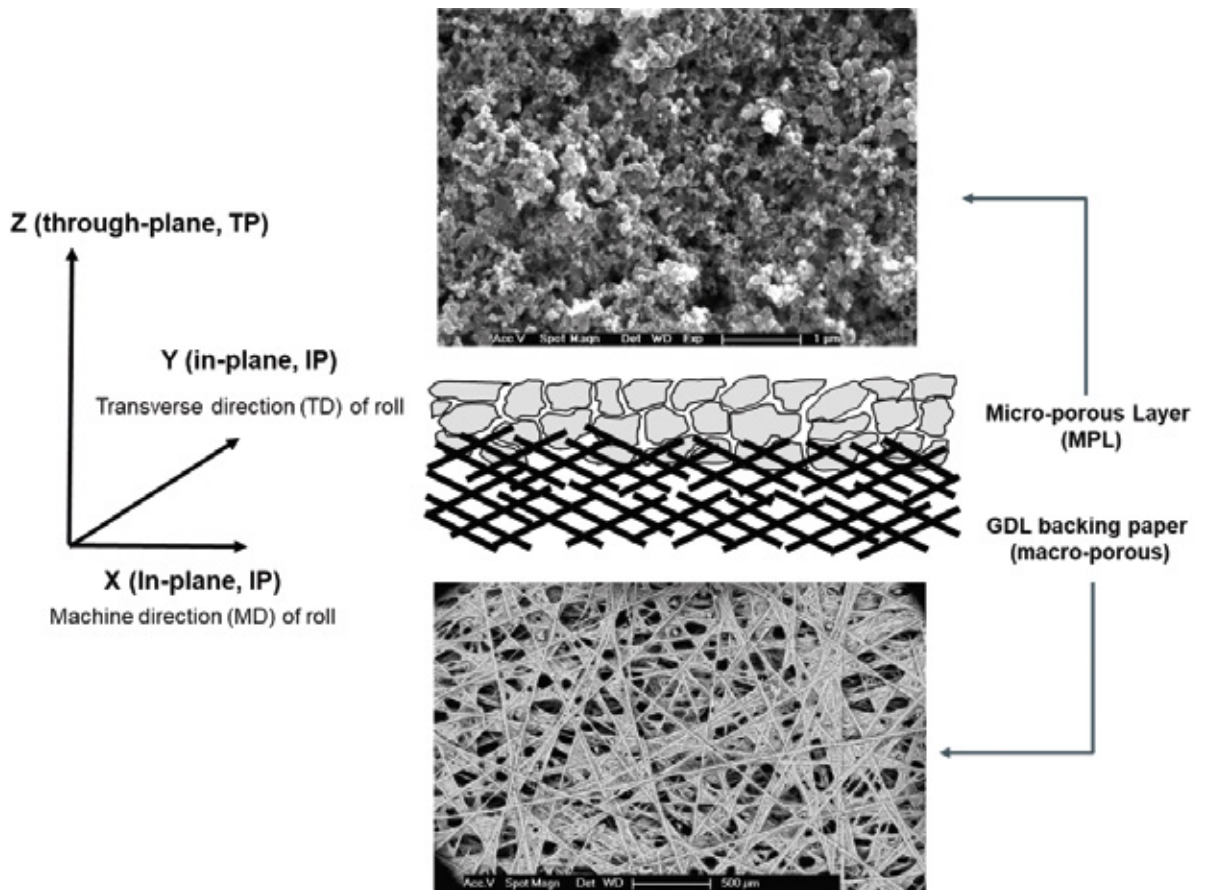 Acc.V Spot Magn Det WD Exp 1 µm
Z (through-plane, TP)
Y (in-plane, IP)
Transverse direction (TD) of roll
X (In-plane, IP)
Machine direction (MD) of roll
Micro-porous Layer
(MPL)
GDL backing paper
(macro-porous)
Acc.V Spot Magn Det WD 500 µm